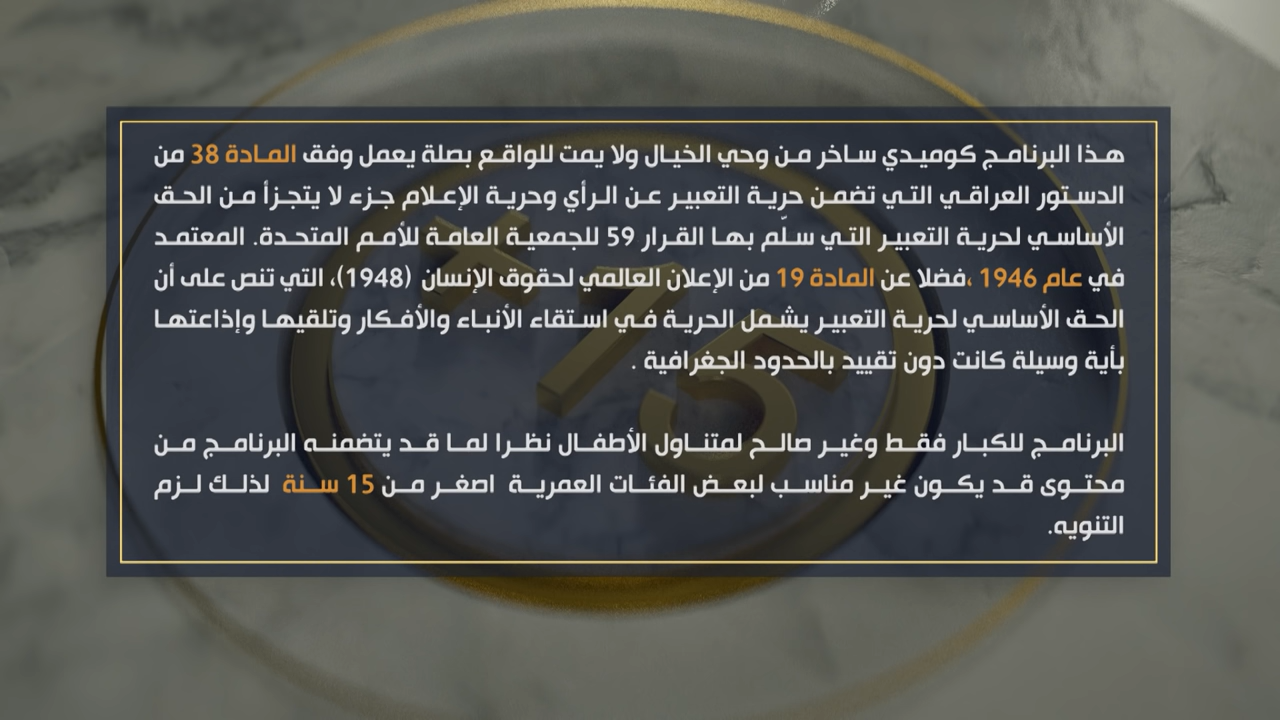 هذا البرنامج كوميدي ساخر من وحي الخيال ولا يمت للواقع بصلة يعمل وفق المادة 38 من
الدستور العراقي التي تضمن حرية التعبير عن الرأي وحرية الإعلام جزء لا يتجزأ من الحق
الأساسي لحرية التعبير التي سلّم بها القرار 59 للجمعية العامة للأمم المتحدة. المعتمد
في عام 1946 ،فضلا عن المادة 19 من الإعلان العالمي لحقوق الإنسان (1948)، التي تنص على أن
الحق الأساسي لحرية التعبير يشمل الحرية في استقاء الأنباء والأفكار وتلقيها وإذاعتها
بأية وسيلة كانت دون تقييد بالحدود الجغرافية .
البرنامج للكبار فقط وغير صالح لمتناول الأطفال نظرا لما قد يتضمنه البرنامج من
محتوى قد يكون غير مناسب لبعض الفئات العمرية اصغر من 15 سنة لذلك لزم
التنويه.
+15